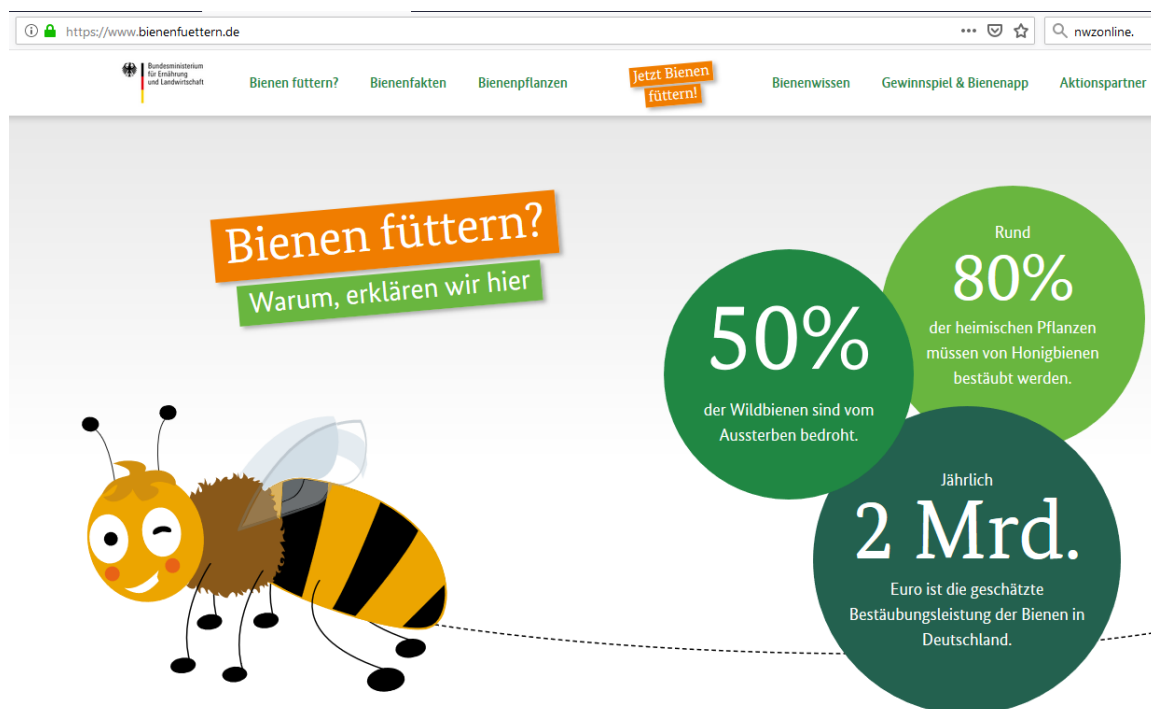 https://www.bienenfuettern.de
nwzonline.
Bundesministerium
für Ernährung
und Landwirtschaft
Bienen füttern?
Bienenfakten
Bienenpflanzen
Jetzt Bienen
füttern!
Bienenwissen
Gewinnspiel & Bienenapp
Aktionspartner
Bienen füttern?
Warum, erklären wir hier
Rund
80%
der heimischen Pflanzen
müssen von Honigbienen
bestäubt werden.
50%
der Wildbienen sind vom
Aussterben bedroht.
Jährlich
2 Mrd.
Euro ist die geschätzte
Bestäubungsleistung der Bienen in
Deutschland.